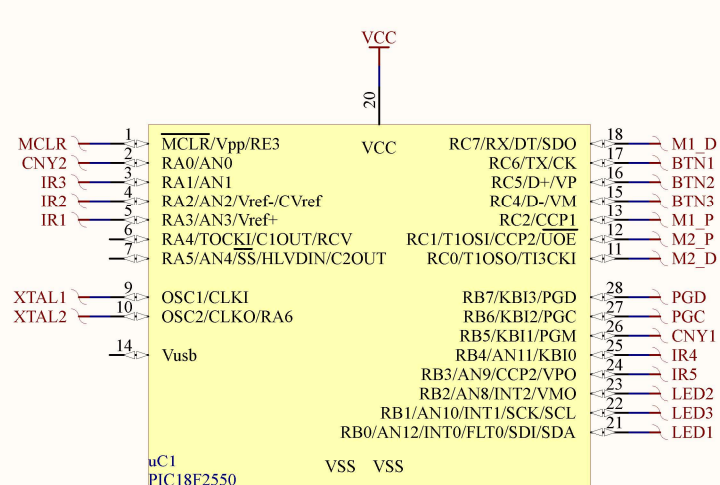 VCC
20
VCC
MCLR 1 MCLR/Vpp/RE3 RC7/RX/DT/SDO 18 M1_D
CNY2 2 RA0/AN0 RC6/TX/CK 17 BTN1
IR3 3 RA1/AN1 RC5/D+/VP 16 BTN2
IR2 4 RA2/AN2/Vref-/CVref RC4/D-/VM 15 BTN3
IR1 5 RA3/AN3/Vref+ RC2/CCP1 13 M1_P
6 RA4/TOCKI/C1OUT/RCV RC1/T1OSI/CCP2/UOE 12 M2_P
7 RA5/AN4/SS/HLVDIN/C2OUT RC0/T1OSO/TI3CKI 11 M2_D
XTAL1 9 OSC1/CLKI RB7/KBI3/PGD 28 PGD
XTAL2 10 OSC2/CLKO/RA6 RB6/KBI2/PGC 27 PGC
RB5/KBI1/PGM 26 CNY1
14 Vusb RB4/AN11/KBI0 25 IR4
RB3/AN9/CCP2/VPO 24 IR5
RB2/AN8/INT2/VMO 23 LED2
RB1/AN10/INT1/SCK/SCL 22 LED3
RB0/AN12/INT0/FLT0/SDI/SDA 21 LED1
uC1 VSS VSS
PIC18F2550